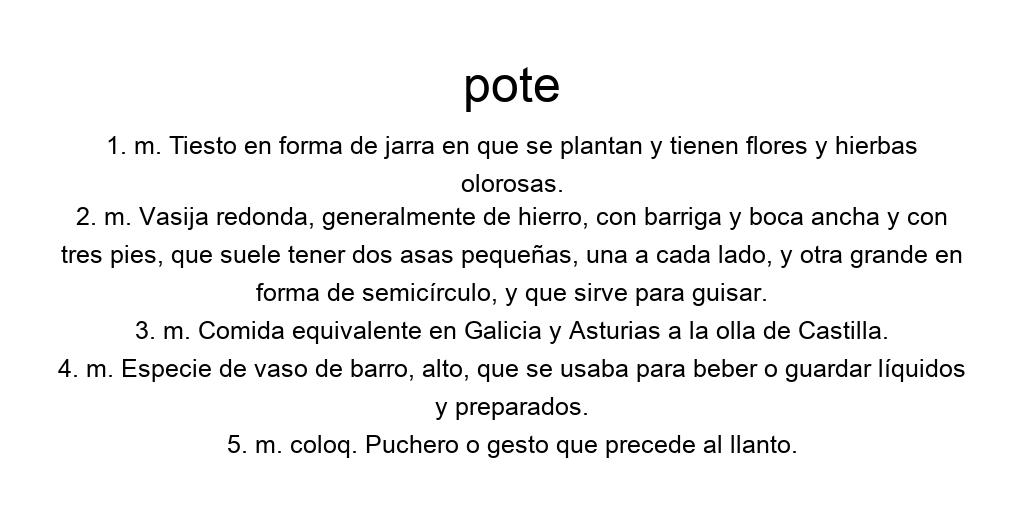 pote
1. m. Tiesto en forma de jarra en que se plantan y tienen flores y hierbas
olorosas.
2. m. Vasija redonda, generalmente de hierro, con barriga y boca ancha y con
tres pies, que suele tener dos asas pequeñas, una a cada lado, y otra grande en
forma de semicírculo, y que sirve para guisar.
3. m. Comida equivalente en Galicia y Asturias a la olla de Castilla.
4. m. Especie de vaso de barro, alto, que se usaba para beber o guardar líquidos
y preparados.
5. m. coloq. Puchero o gesto que precede al llanto.